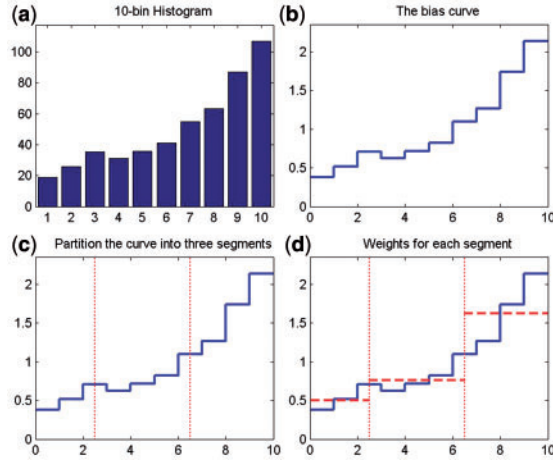 (a) 10-bin Histogram
100
80
60
40
20
0
1 2 3 4 5 6 7 8 9 10
(b) The bias curve
2
1.5
1
0.5
0
0 2 4 6 8 10
(c) Partition the curve into three segments
2
1.5
1
0.5
0
0 2 4 6 8 10
(d) Weights for each segment
2
1.5
1
0.5
0
0 2 4 6 8 10